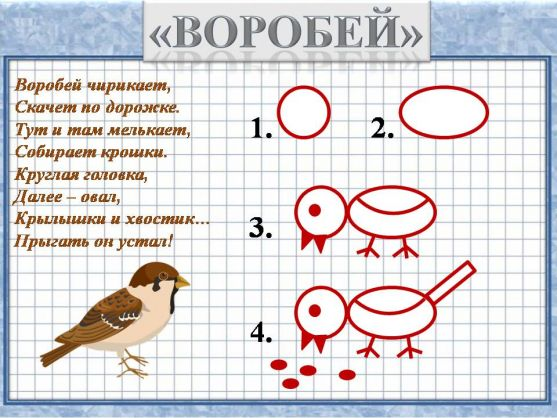 «ВОРОБЕЙ»
Воробей чирикает,
Скачет по дорожке.
Тут и там мелькает,
Собирает крошки.
Круглая головка,
Далее – овал,
Крылышки и хвостик…
Прыгать он устал!
1.
2.
3.
4.